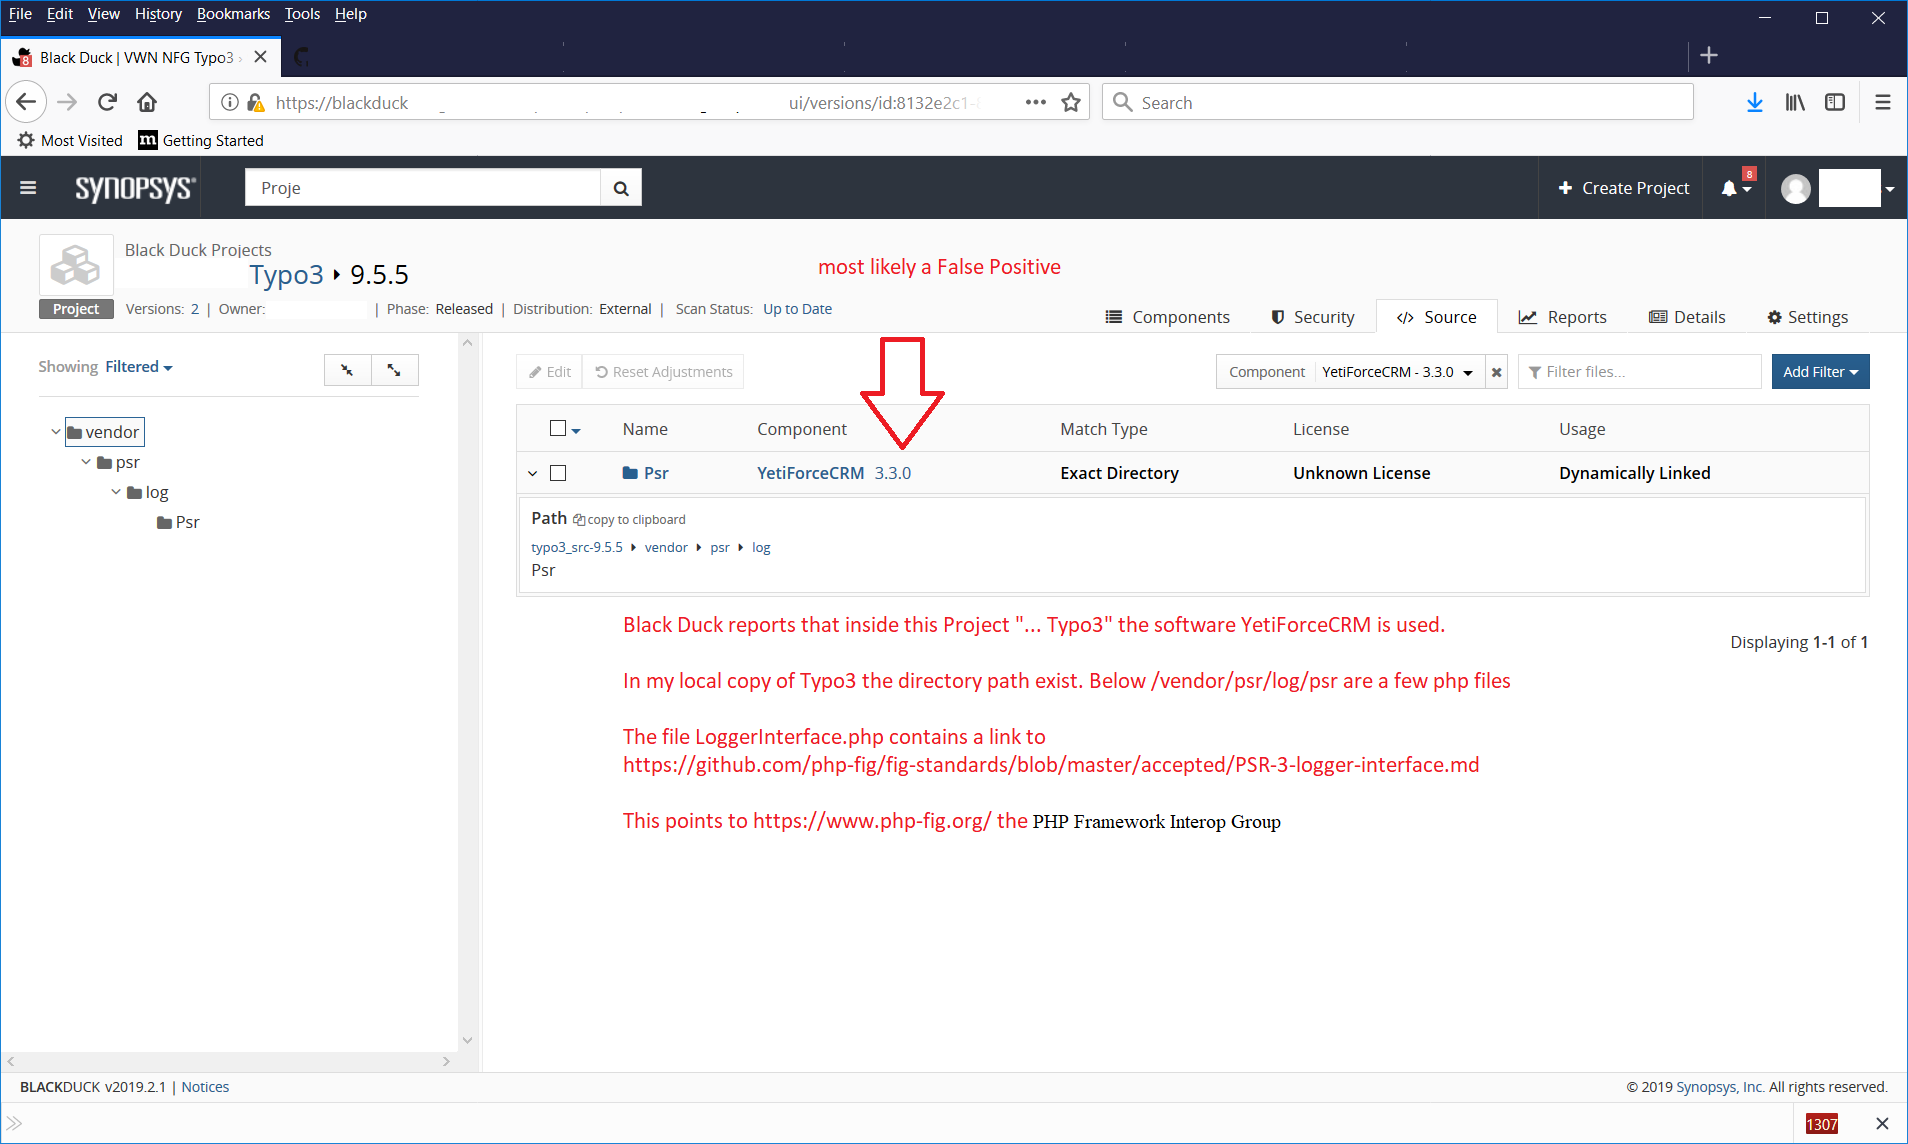 File Edit View History Bookmarks Tools Help
Black Duck | VWN NFG Typo3
https://blackduck ui/versions/id:8132e2c1- Search
Most Visited m Getting Started
SYNOPSYS Proje Create Project 8
Black Duck Projects
Typo3 9.5.5
most likely a False Positive
Project Versions: 2 | Owner: | Phase: Released | Distribution: External | Scan Status: Up to Date
Components Security Source Reports Details Settings
Showing Filtered
Edit Reset Adjustments Component YetiForceCRM - 3.3.0 Filter files... Add Filter
vendor
psr
log
Psr
Name Component Match Type License Usage
Psr YetiForceCRM 3.3.0 Exact Directory Unknown License Dynamically Linked
Path copy to clipboard
typo3_src-9.5.5 vendor psr log
Psr
Black Duck reports that inside this Project "... Typo3" the software YetiForceCRM is used.
Displaying 1-1 of 1
In my local copy of Typo3 the directory path exist. Below /vendor/psr/log/psr are a few php files
The file LoggerInterface.php contains a link to
https://github.com/php-fig/fig-standards/blob/master/accepted/PSR-3-logger-interface.md
This points to https://www.php-fig.org/ the PHP Framework Interop Group
BLACKDUCK v2019.2.1 | Notices
© 2019 Synopsys, Inc. All rights reserved.
1307